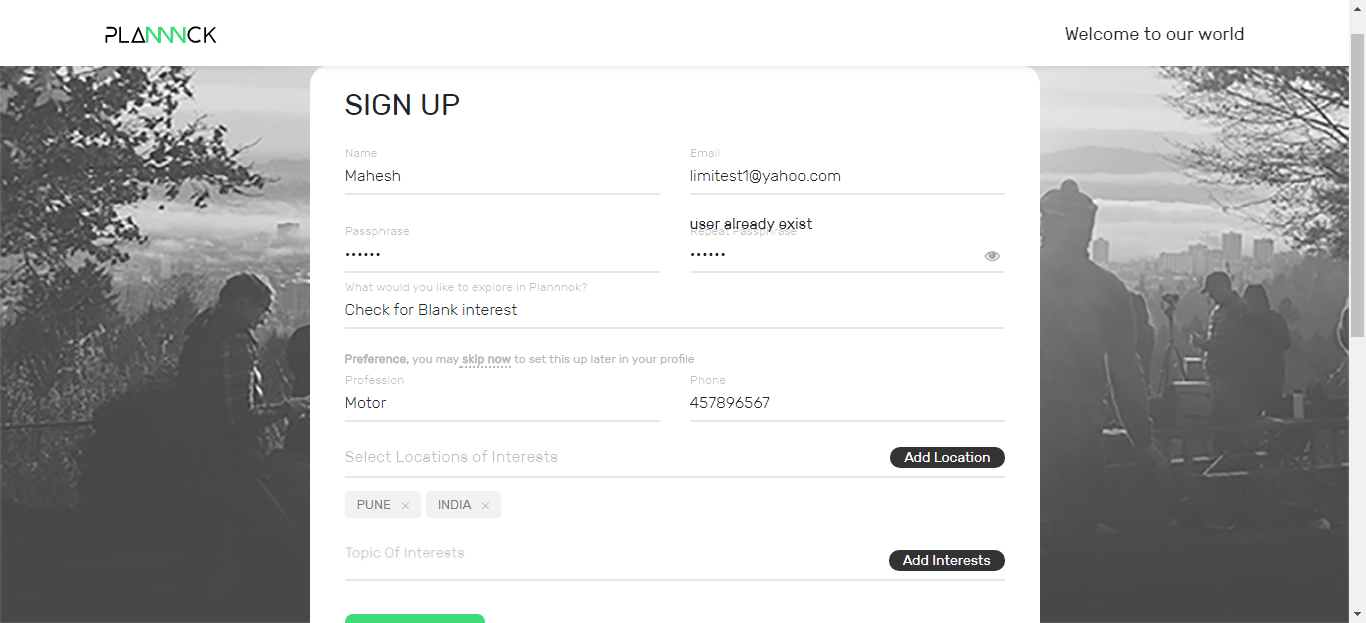 PLANNNCK
Welcome to our world
SIGN UP
Name
Email
Mahesh
limitest1@yahoo.com
user already exist
Passphrase
Repeat Passphrase
••••••
••••••
What would you like to explore in Plannnok?
Check for Blank interest
Preference, you may skip now to set this up later in your profile
Profession
Phone
Motor
457896567
Select Locations of Interests
Add Location
PUNE ×
INDIA ×
Topic Of Interests
Add Interests